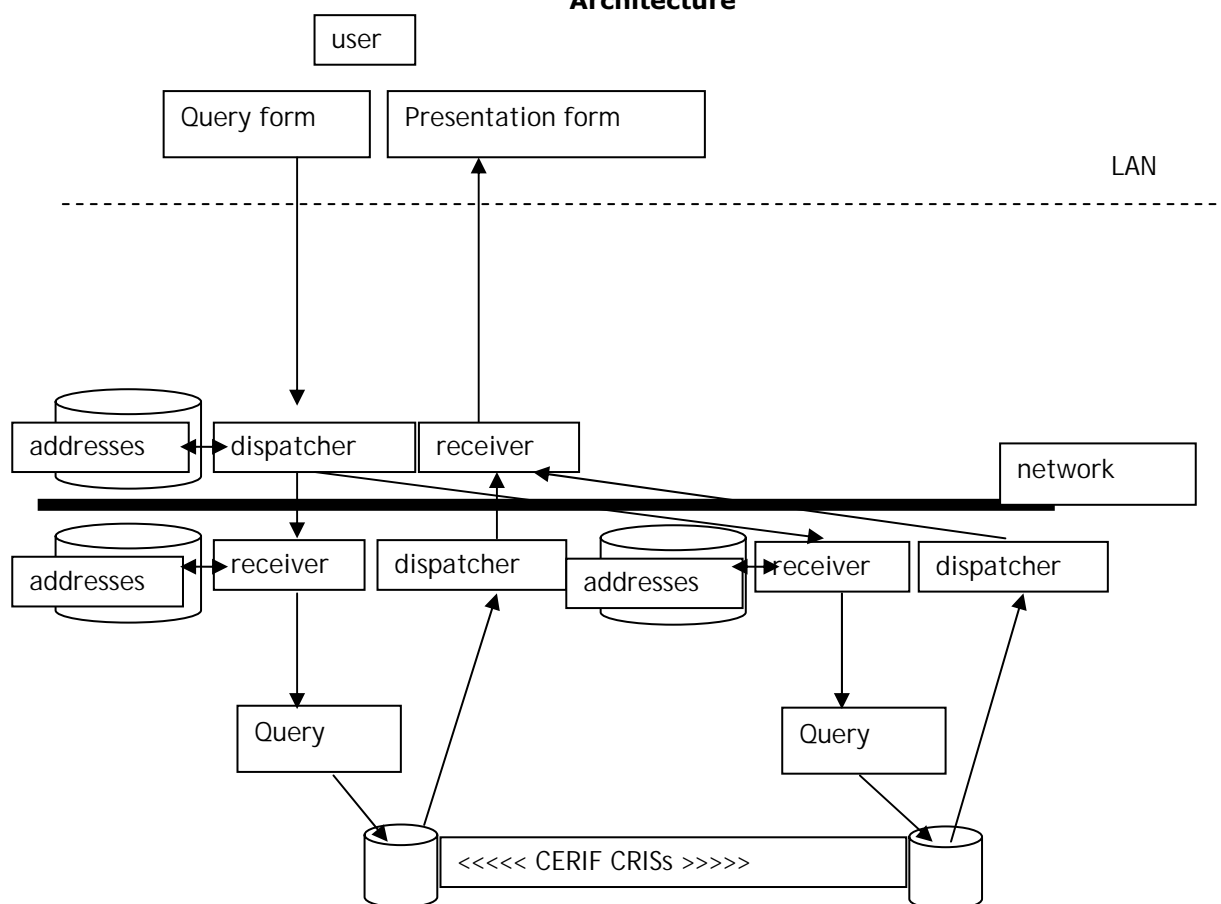 Architecture
user
Query form
Presentation form
LAN
addresses
dispatcher
receiver
network
addresses
receiver
dispatcher
addresses
receiver
dispatcher
Query
Query
<<<<< CERIF CRISs >>>>>